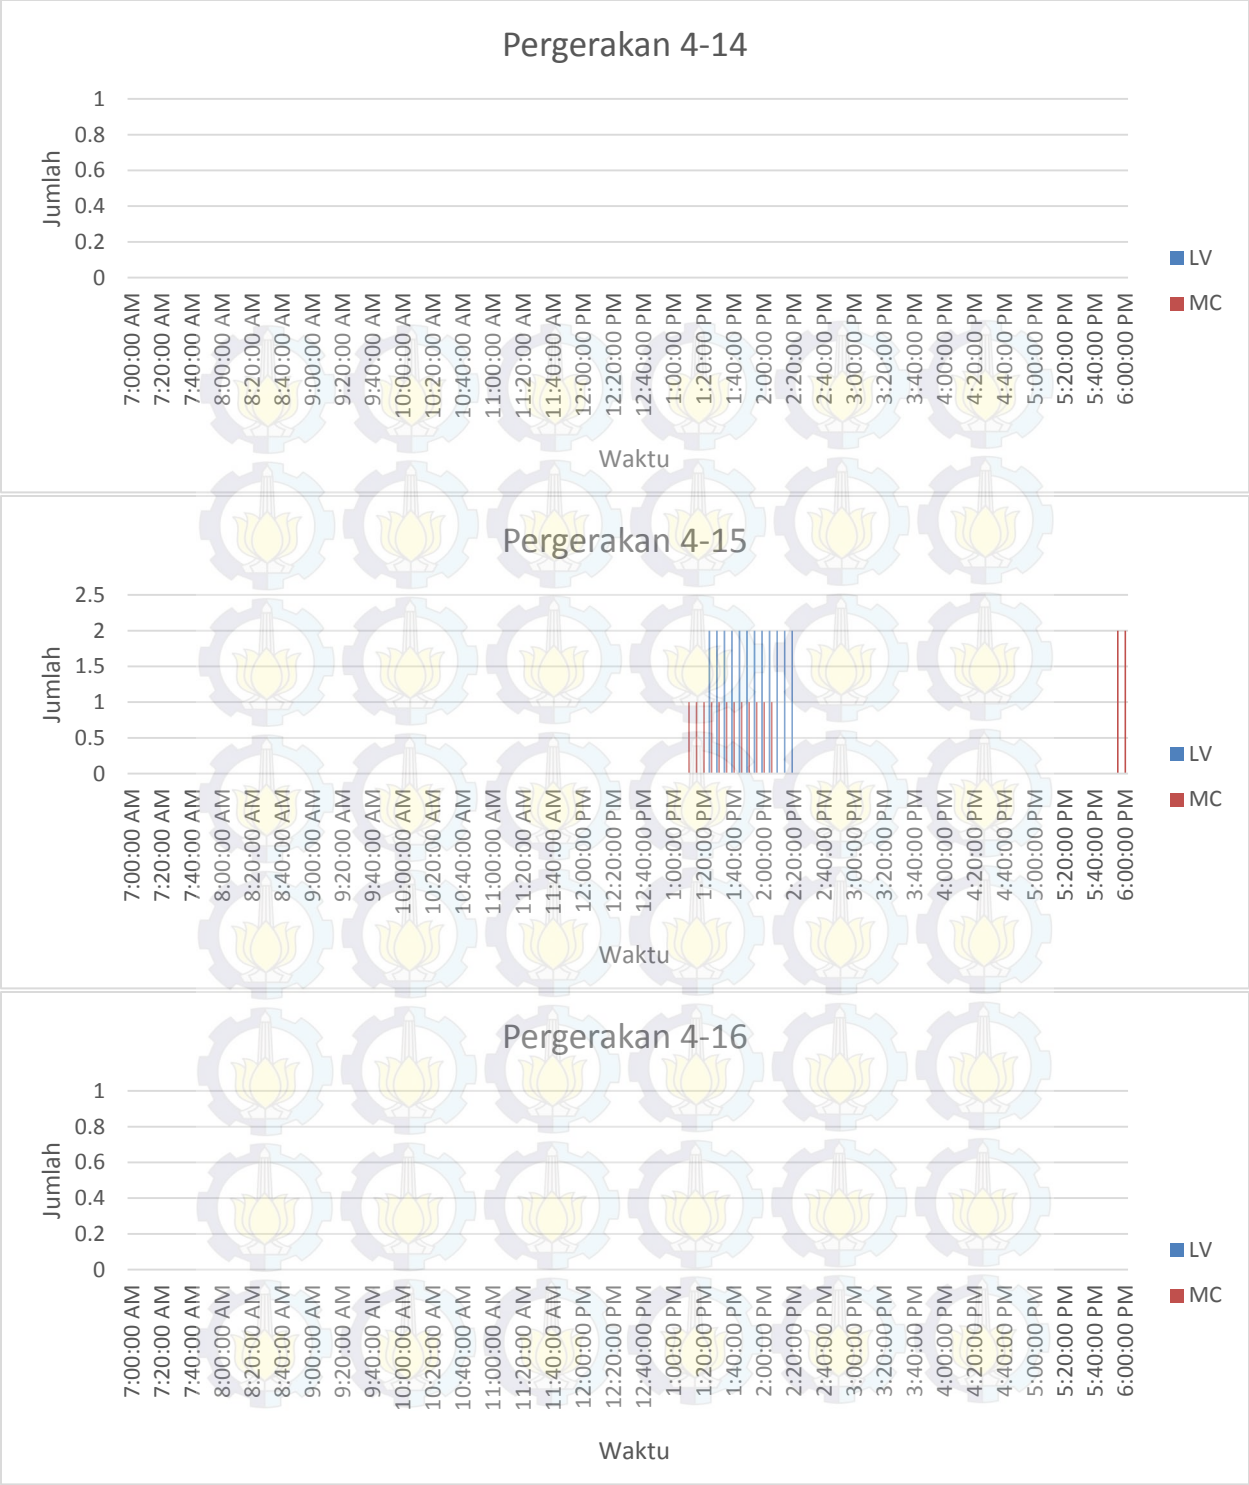 Pergerakan 4-14
1
0.8
0.6
0.4
0.2
0
Jumlah
7:00:00 AM
7:20:00 AM
7:40:00 AM
8:00:00 AM
8:20:00 AM
8:40:00 AM
9:00:00 AM
9:20:00 AM
9:40:00 AM
10:00:00 AM
10:20:00 AM
10:40:00 AM
11:00:00 AM
11:20:00 AM
11:40:00 AM
12:00:00 PM
12:20:00 PM
12:40:00 PM
1:00:00 PM
1:20:00 PM
1:40:00 PM
2:00:00 PM
2:20:00 PM
2:40:00 PM
3:00:00 PM
3:20:00 PM
3:40:00 PM
4:00:00 PM
4:20:00 PM
4:40:00 PM
5:00:00 PM
5:20:00 PM
5:40:00 PM
6:00:00 PM
Waktu
LV
MC
Pergerakan 4-15
2.5
2
1.5
1
0.5
0
Jumlah
7:00:00 AM
7:20:00 AM
7:40:00 AM
8:00:00 AM
8:20:00 AM
8:40:00 AM
9:00:00 AM
9:20:00 AM
9:40:00 AM
10:00:00 AM
10:20:00 AM
10:40:00 AM
11:00:00 AM
11:20:00 AM
11:40:00 AM
12:00:00 PM
12:20:00 PM
12:40:00 PM
1:00:00 PM
1:20:00 PM
1:40:00 PM
2:00:00 PM
2:20:00 PM
2:40:00 PM
3:00:00 PM
3:20:00 PM
3:40:00 PM
4:00:00 PM
4:20:00 PM
4:40:00 PM
5:00:00 PM
5:20:00 PM
5:40:00 PM
6:00:00 PM
Waktu
LV
MC
Pergerakan 4-16
1
0.8
0.6
0.4
0.2
0
Jumlah
7:00:00 AM
7:20:00 AM
7:40:00 AM
8:00:00 AM
8:20:00 AM
8:40:00 AM
9:00:00 AM
9:20:00 AM
9:40:00 AM
10:00:00 AM
10:20:00 AM
10:40:00 AM
11:00:00 AM
11:20:00 AM
11:40:00 AM
12:00:00 PM
12:20:00 PM
12:40:00 PM
1:00:00 PM
1:20:00 PM
1:40:00 PM
2:00:00 PM
2:20:00 PM
2:40:00 PM
3:00:00 PM
3:20:00 PM
3:40:00 PM
4:00:00 PM
4:20:00 PM
4:40:00 PM
5:00:00 PM
5:20:00 PM
5:40:00 PM
6:00:00 PM
Waktu
LV
MC